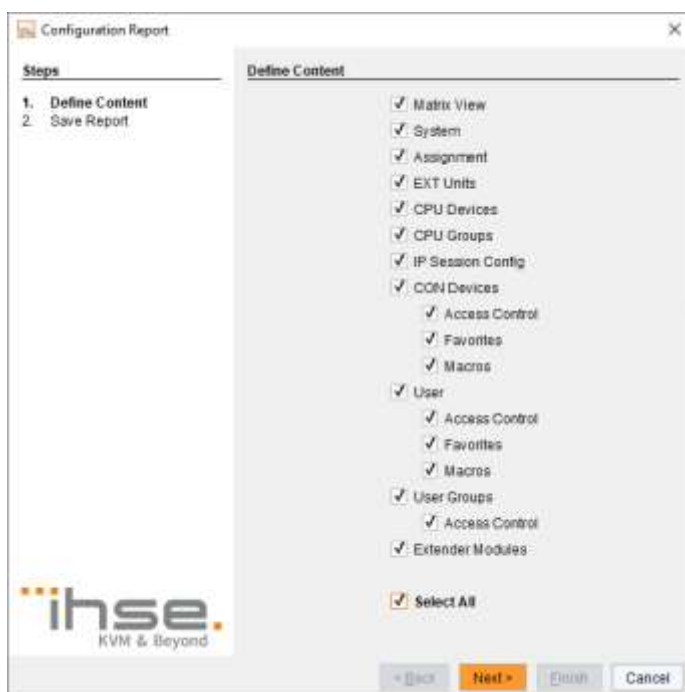 Configuration Report
Steps
1. Define Content
2. Save Report
Define Content
Matrix View
System
Assignment
EXT Units
CPU Devices
CPU Groups
IP Session Config
CON Devices
Access Control
Favorites
Macros
User
Access Control
Favorites
Macros
User Groups
Access Control
Extender Modules
Select All
ihse.
KVM & Beyond
< Back
Next >
Finish
Cancel